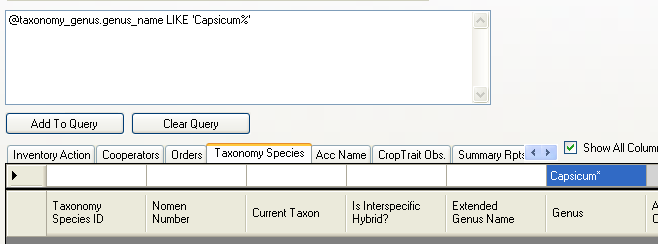 @taxonomy_genus.genus_name LIKE 'Capsicum%'
Add To Query Clear Query
Inventory Action Cooperators Orders Taxonomy Species Acc Name CropTrait Obs. Summary Rpts Show All Colum
Capsicum*
Taxonomy Species ID
Nomen Number
Current Taxon
Is Interspecific Hybrid?
Extended Genus Name
Genus